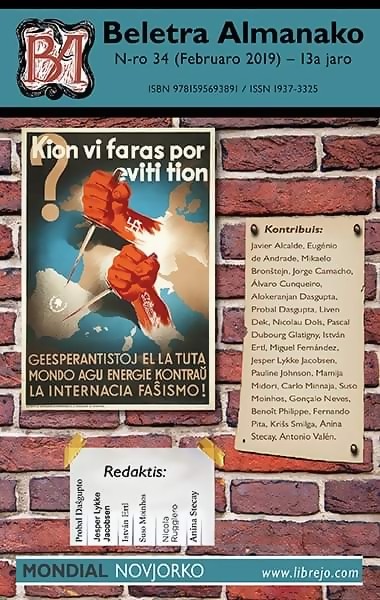 BA
Beletra Almanako
N-ro 34 (Februaro 2019) – 13a jaro
ISBN 9781595693891 / ISSN 1937-3325
?
Kion vi faras por
eviti tion
GEESPERANTISTOJ EL LA TUTA
MONDO AGU ENERGIE KONTRAŬ
LA INTERNACIA FAŜISMO!
Kontribuis:
Javier Alcalde, Eugénio
de Andrade, Mikaelo
Bronŝtejn, Jorge Camacho,
Álvaro Cunqueiro,
Alokeranjan Dasgupta,
Probal Dasgupta, Liven
Dek, Nicolau Dols, Pascal
Dubourg Glatigny, István
Ertl, Miguel Fernández,
Jesper Lykke Jacobsen,
Pauline Johnson, Mamija
Midori, Carlo Minnaja, Suso
Moinhos, Gonçalo Neves,
Benoît Philippe, Fernando
Pita, Krišs Smilga, Anina
Stecay, Antonio Valén.
Redaktis:
Probal Daŝgupto
Jesper Lykke
Jacobsen
István Ertl
Suso Moinhos
Nicola
Ruggiero
Anina Stecay
MONDIAL NOVJORKO
www.librejo.com